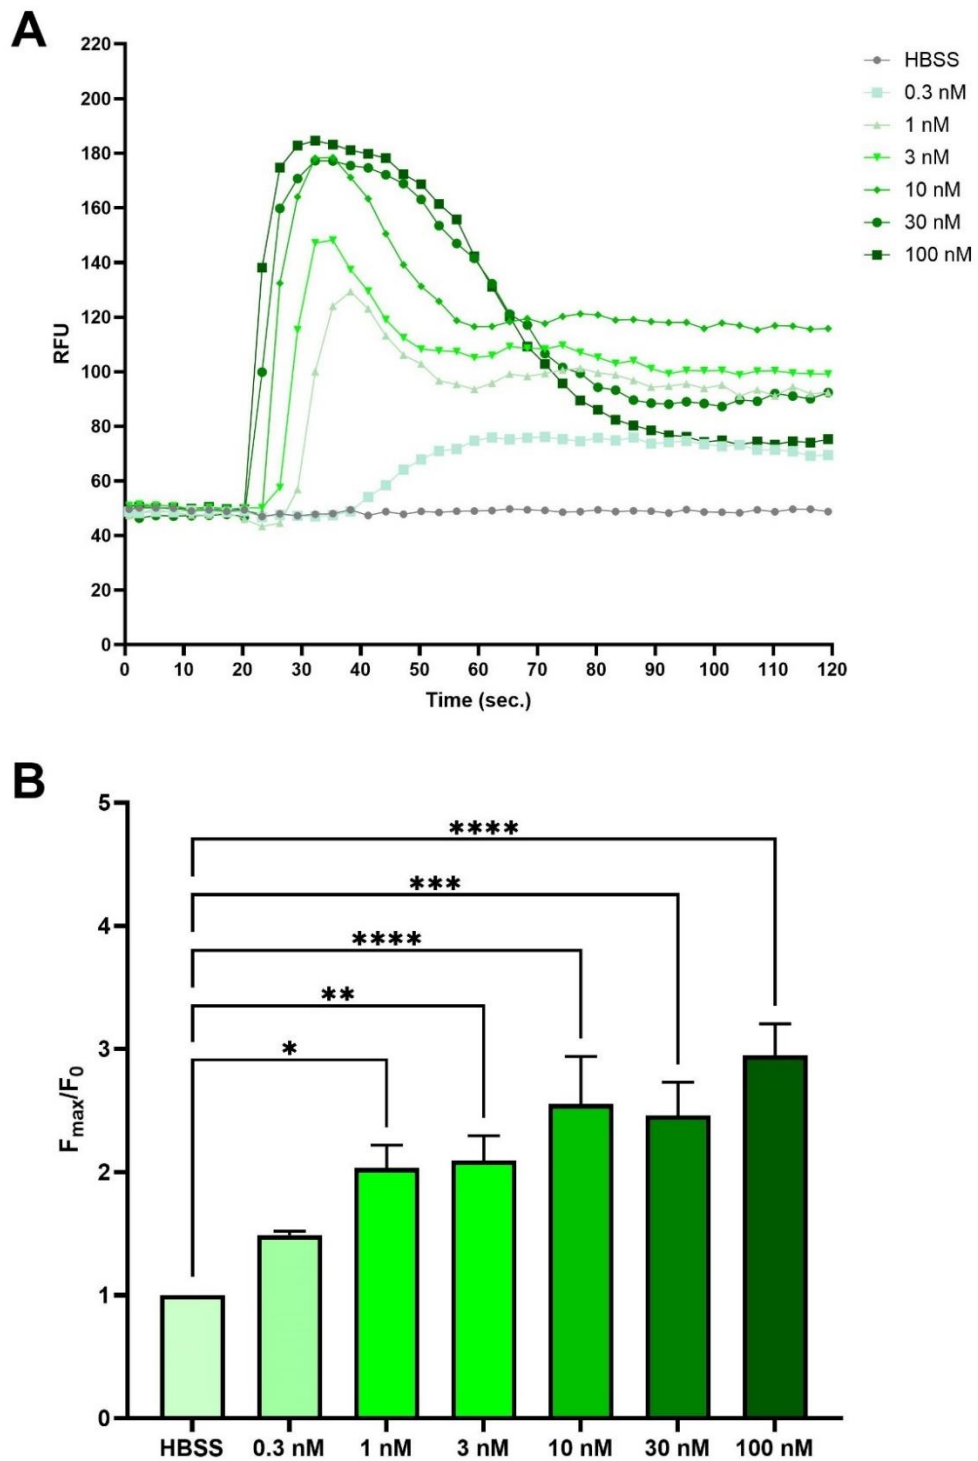 A
220
200
180
160
140
120
100
80
60
40
20
0
RFU
0 10 20 30 40 50 60 70 80 90 100 110 120
Time (sec.)
HBSS
0.3 nM
1 nM
3 nM
10 nM
30 nM
100 nM
B
5
4
3
2
1
0
Fmax/F0
****
***
****
**
*
HBSS 0.3 nM 1 nM 3 nM 10 nM 30 nM 100 nM